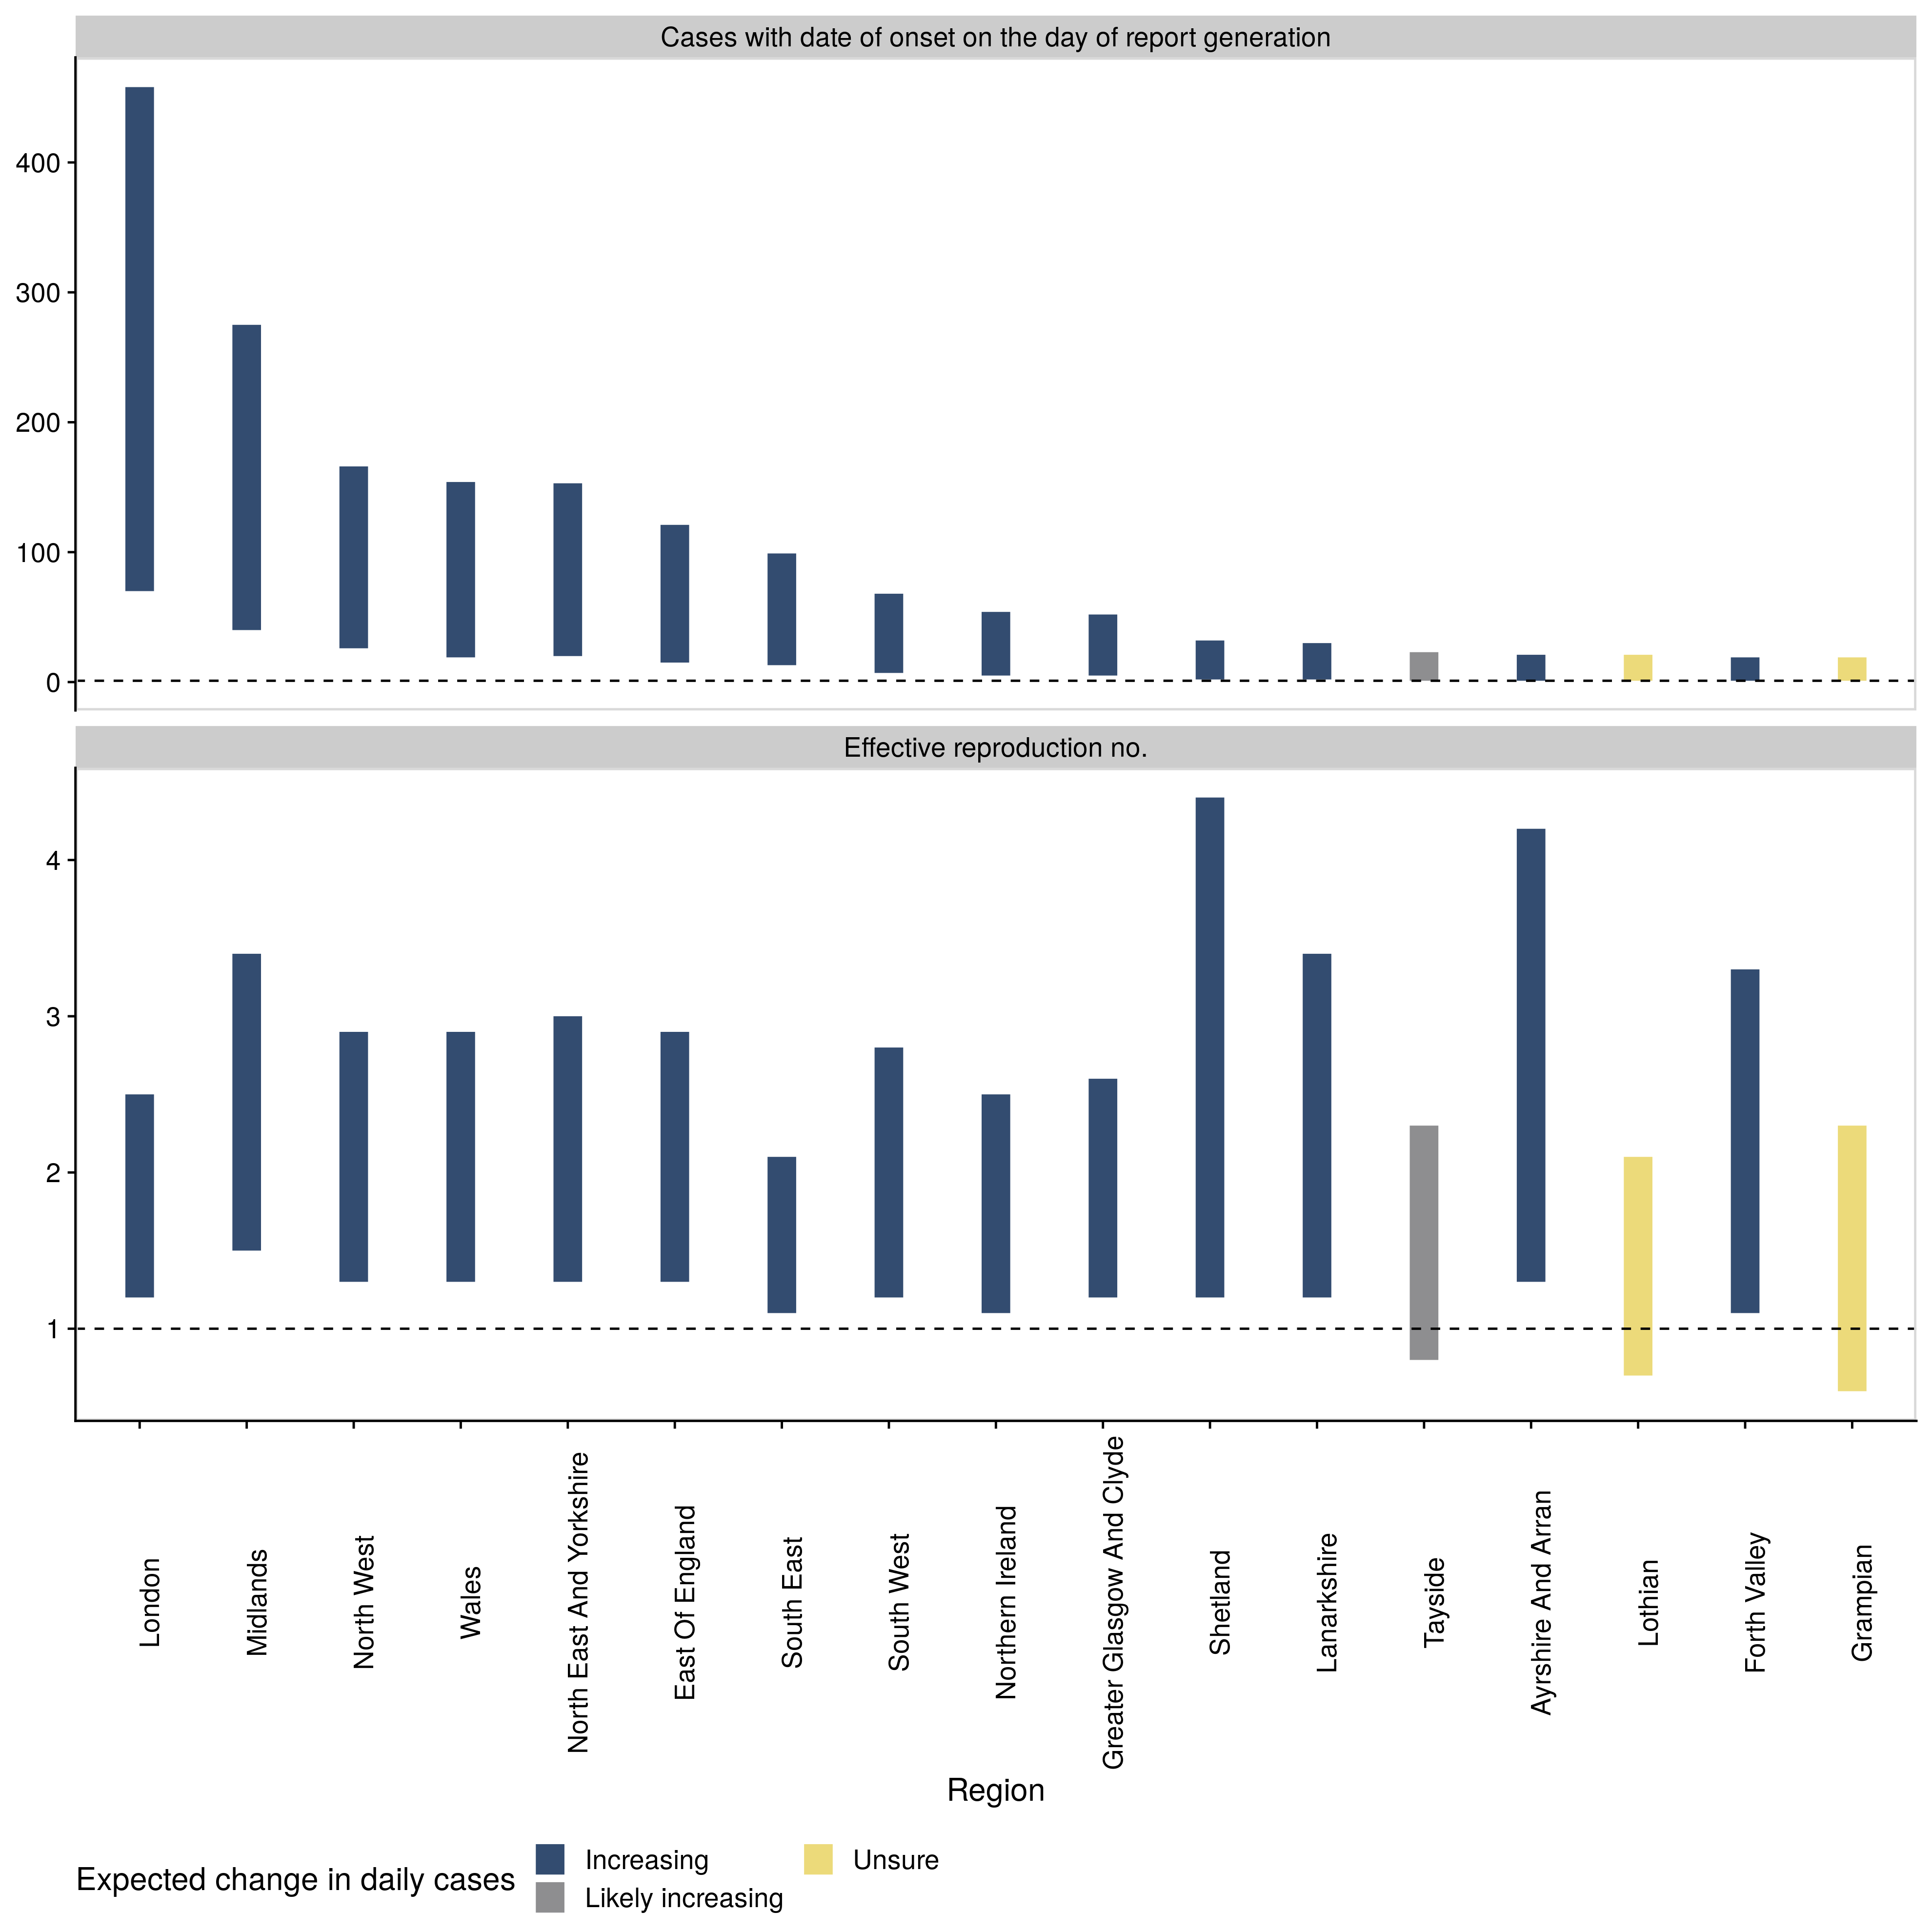 Cases with date of onset on the day of report generation
400
300
200
100
0
Effective reproduction no.
4
3
2
1
London
Midlands
North West
Wales
North East And Yorkshire
East Of England
South East
South West
Northern Ireland
Greater Glasgow And Clyde
Shetland
Lanarkshire
Tayside
Ayrshire And Arran
Lothian
Forth Valley
Grampian
Region
Expected change in daily cases
Increasing
Likely increasing
Unsure